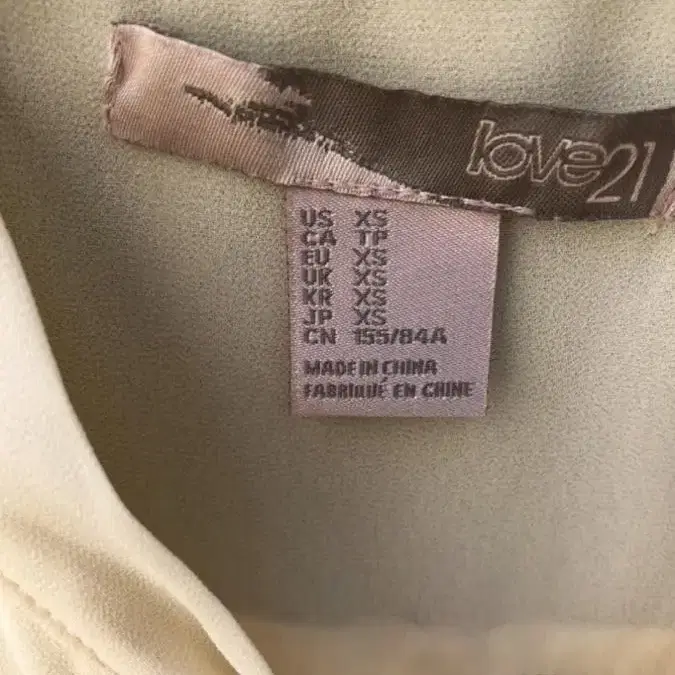 love21
US XS
CA TP
EU XS
UK XS
KR XS
JP XS
CN 155/84A
MADE IN CHINA
FABRIQUÉ EN CHINE